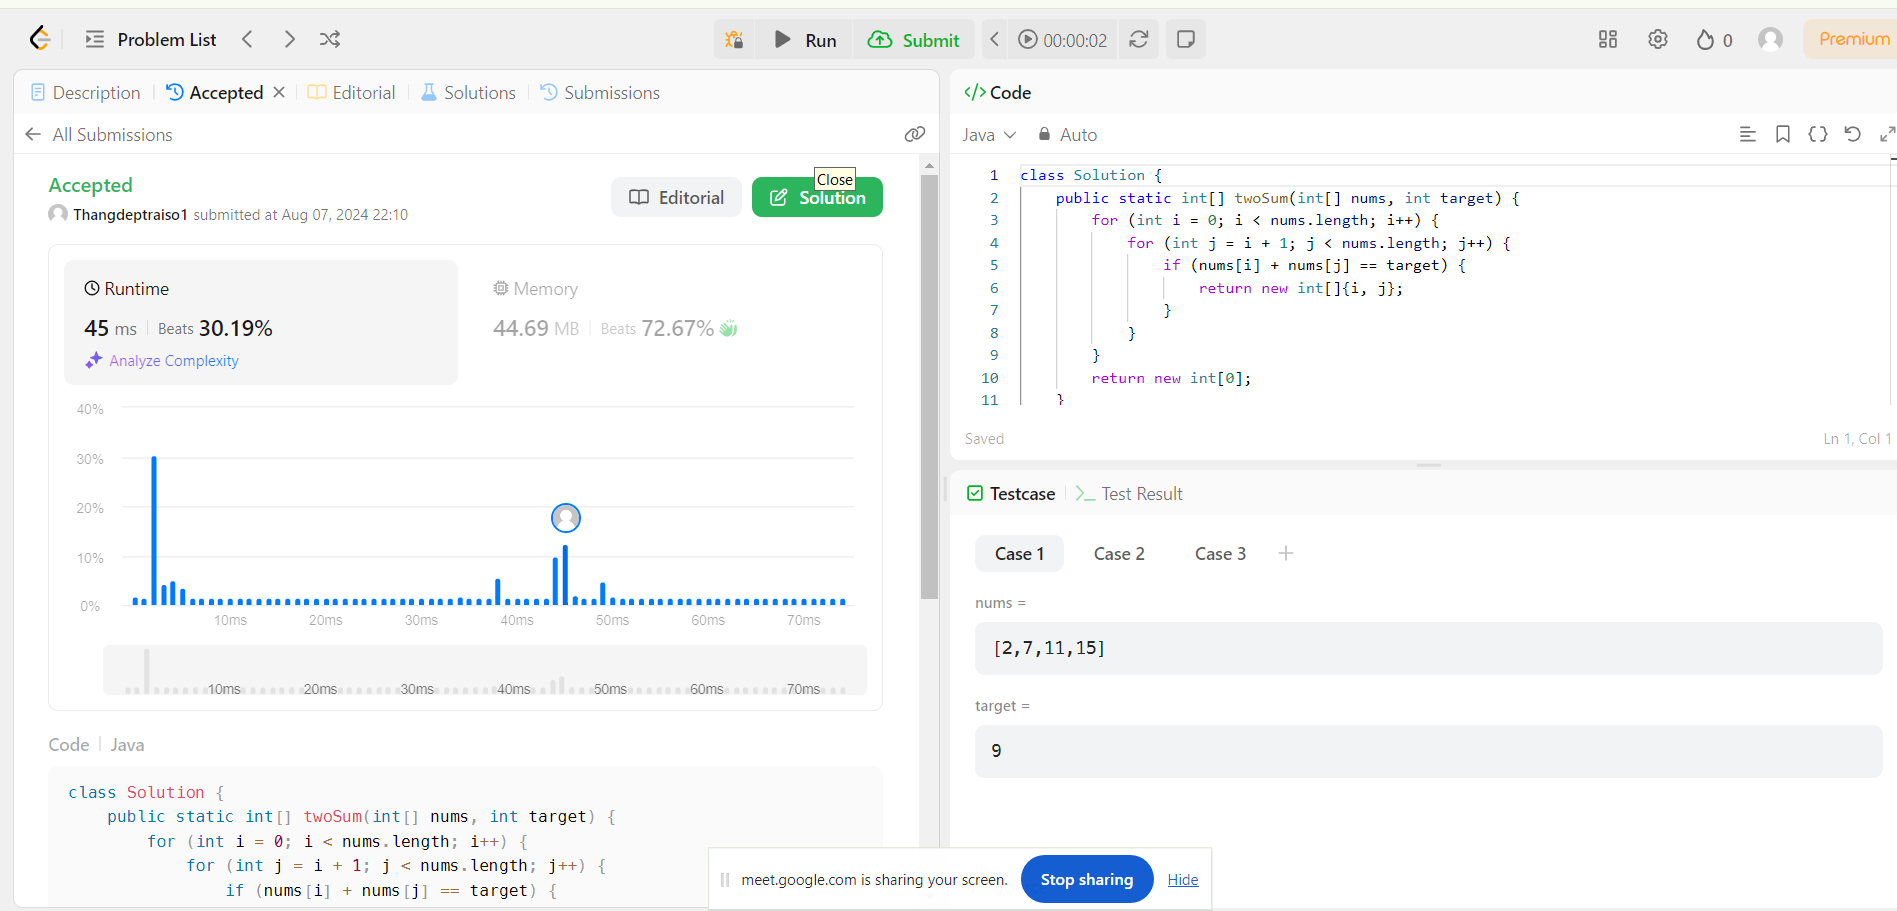 Problem List
Run
Submit
00:00:02
0
Premium
Description
Accepted
Editorial
Solutions
Submissions
All Submissions
Accepted
Thangdeptraiso1 submitted at Aug 07, 2024 22:10
Editorial
Close
Solution
Runtime
45 ms
Beats 30.19%
Analyze Complexity
Memory
44.69 MB
Beats 72.67%
40%
30%
20%
10%
0%
10ms
20ms
30ms
40ms
50ms
60ms
70ms
10ms
20ms
30ms
40ms
50ms
60ms
70ms
Code
Java
class Solution {
public static int[] twoSum(int[] nums, int target) {
for (int i = 0; i < nums.length; i++) {
for (int j = i + 1; j < nums.length; j++) {
if (nums[i] + nums[j] == target) {
</> Code
Java
Auto
1 class Solution {
2 public static int[] twoSum(int[] nums, int target) {
3 for (int i = 0; i < nums.length; i++) {
4 for (int j = i + 1; j < nums.length; j++) {
5 if (nums[i] + nums[j] == target) {
6 return new int[]{i, j};
7 }
8 }
9 }
10 return new int[0];
11 }
Saved
Ln 1, Col 1
Testcase
Test Result
Case 1
Case 2
Case 3
nums =
[2,7,11,15]
target =
9
meet.google.com is sharing your screen.
Stop sharing
Hide